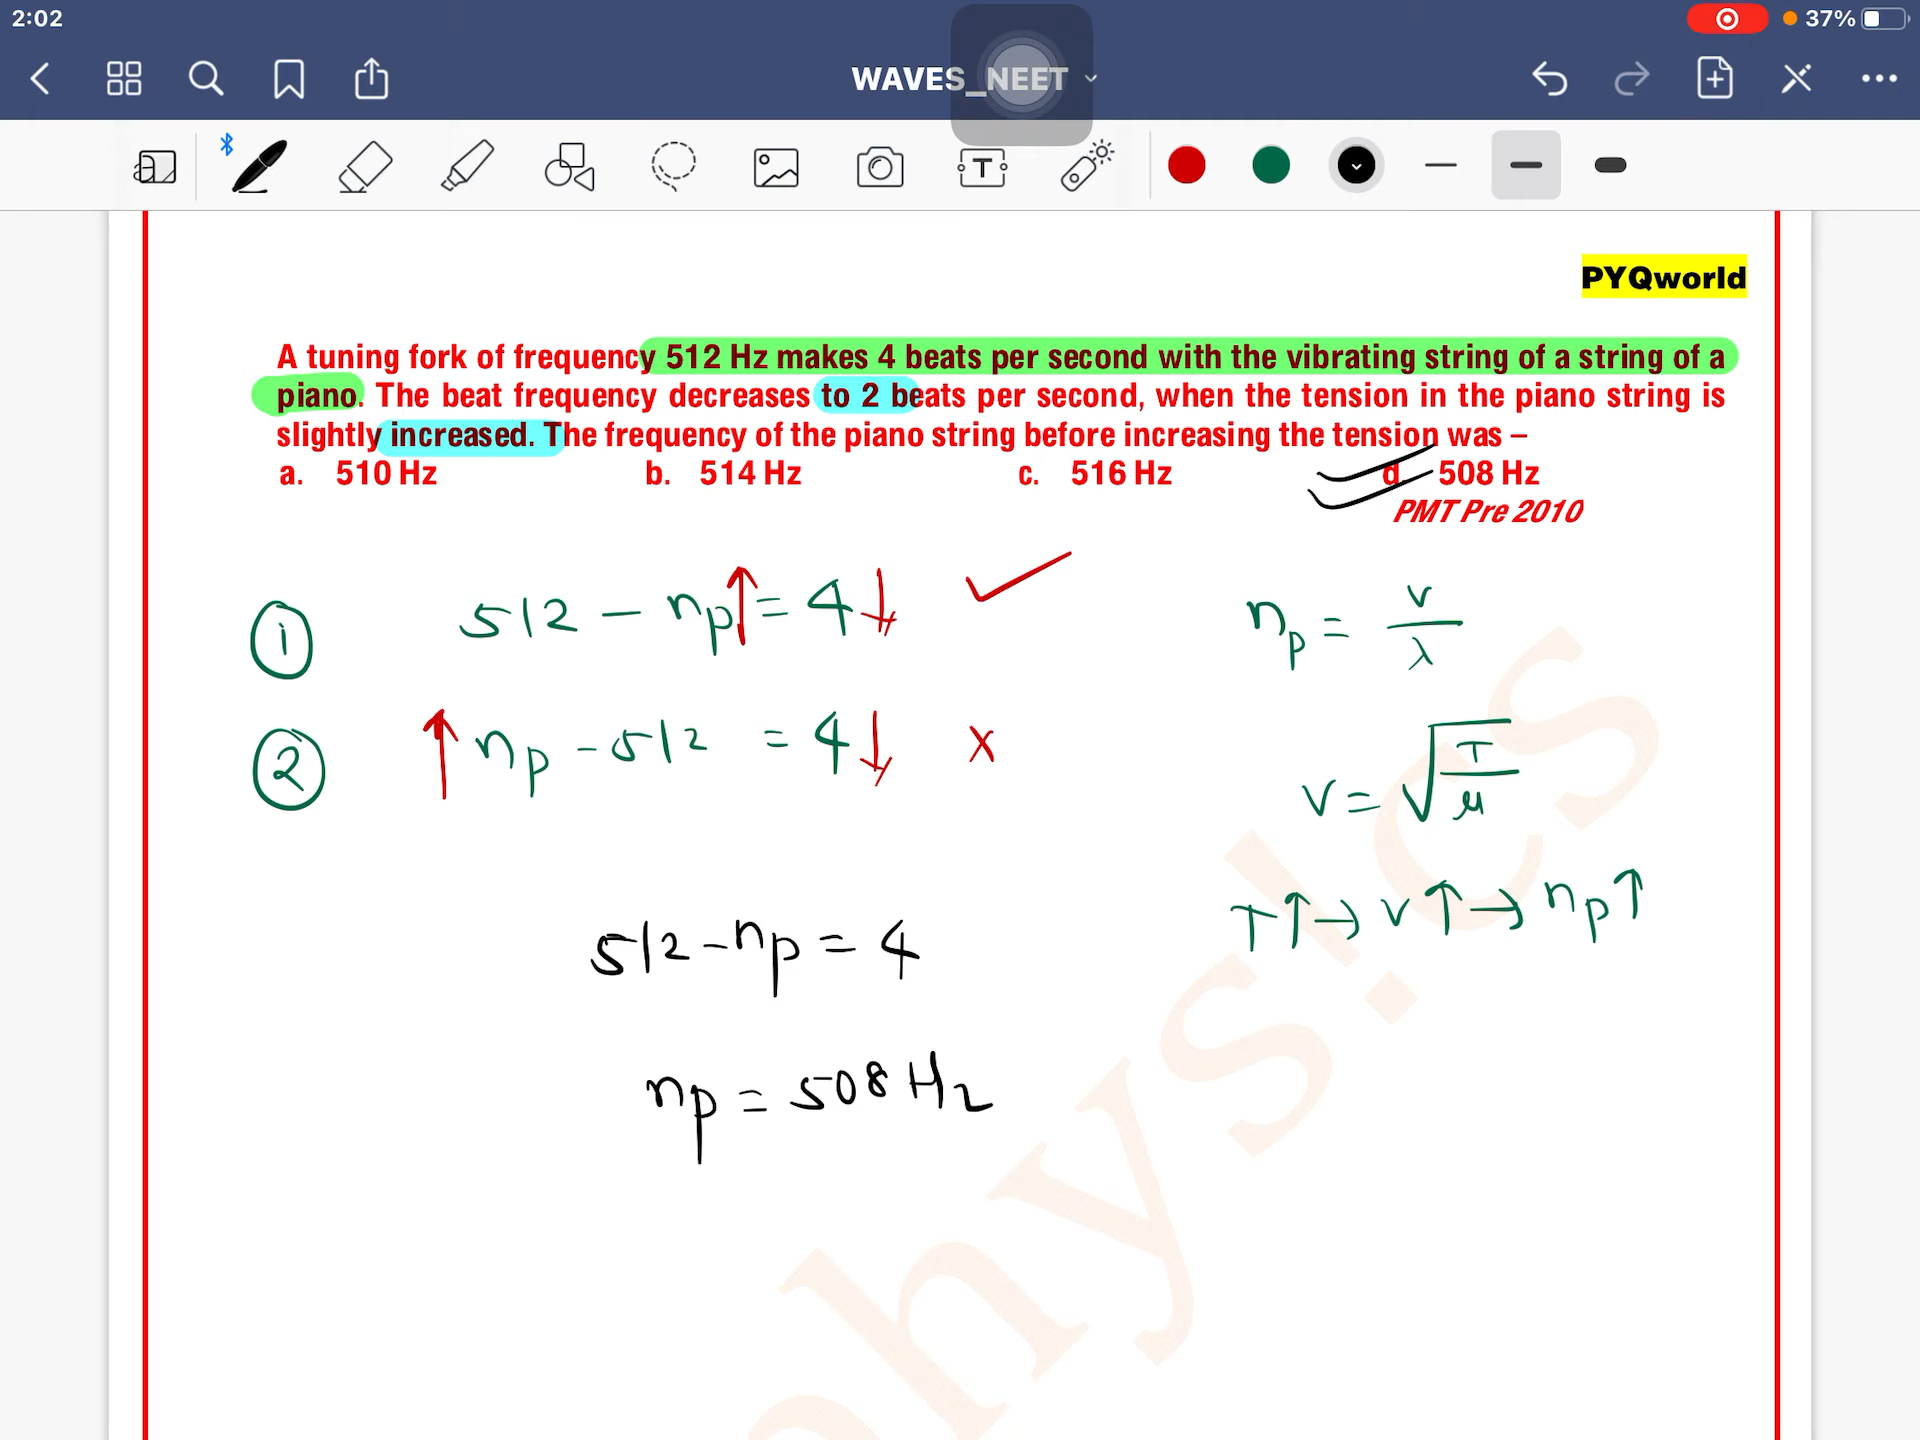 2:02
37%
WAVES_NEET
a
T
PYQworld
A tuning fork of frequency 512 Hz makes 4 beats per second with the vibrating string of a string of a
piano. The beat frequency decreases to 2 beats per second, when the tension in the piano string is
slightly increased. The frequency of the piano string before increasing the tension was –
a. 510 Hz b. 514 Hz c. 516 Hz d. 508 Hz
PMT Pre 2010
① 512 – np↑ = 4↓ ✓
② ↑np – 512 = 4↓ x
np = v/λ
v = √(T/μ)
T↑ → v↑ → np↑
512 – np = 4
np = 508 Hz
phys!cs